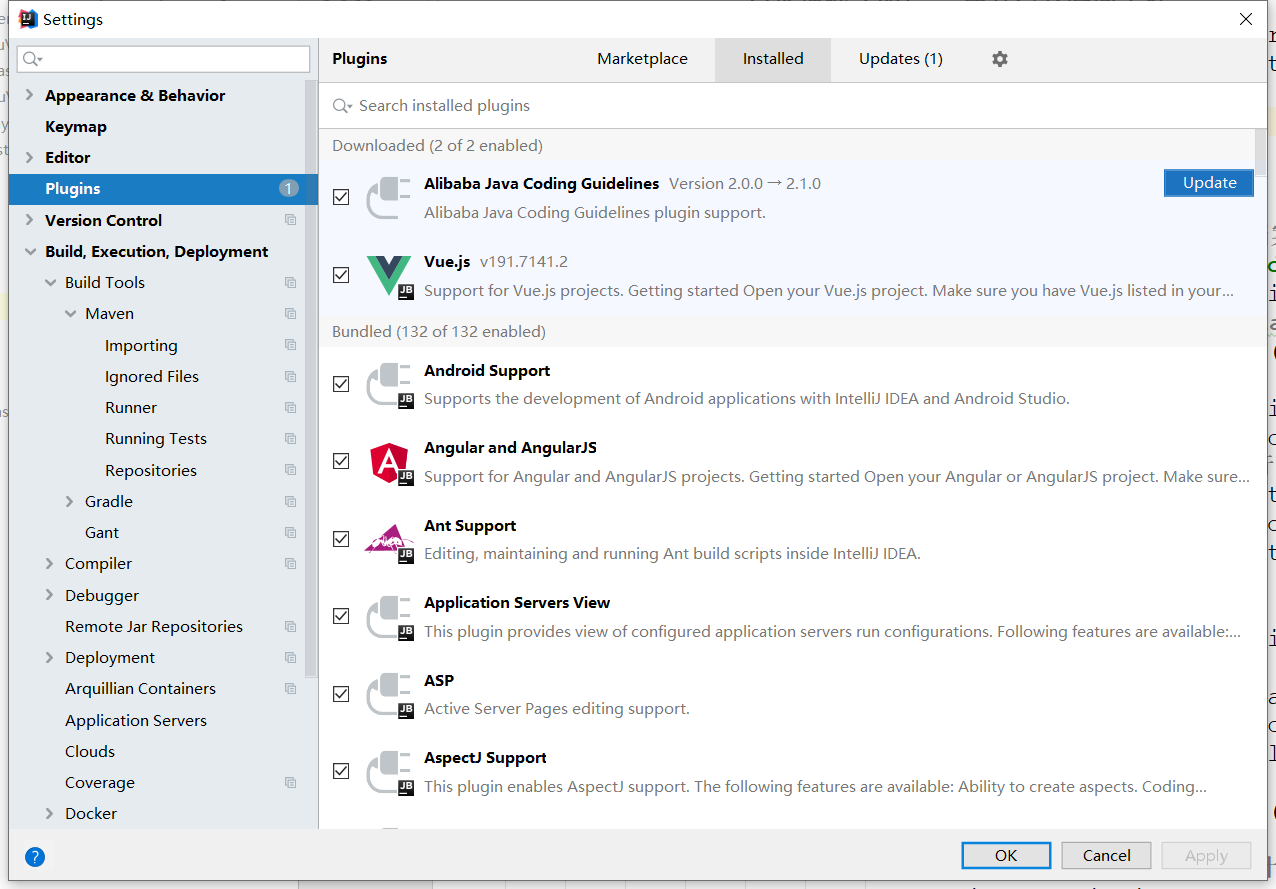 Settings
Plugins
Marketplace
Installed
Updates (1)
Appearance & Behavior
Keymap
Editor
Plugins
1
Version Control
Build, Execution, Deployment
Build Tools
Maven
Importing
Ignored Files
Runner
Running Tests
Repositories
Gradle
Gant
Compiler
Debugger
Remote Jar Repositories
Deployment
Arquillian Containers
Application Servers
Clouds
Coverage
Docker
Search installed plugins
Downloaded (2 of 2 enabled)
Alibaba Java Coding Guidelines Version 2.0.0 → 2.1.0
Update
Alibaba Java Coding Guidelines plugin support.
Vue.js v191.7141.2
JB
Support for Vue.js projects. Getting started Open your Vue.js project. Make sure you have Vue.js listed in your...
Bundled (132 of 132 enabled)
Android Support
JB
Supports the development of Android applications with IntelliJ IDEA and Android Studio.
Angular and AngularJS
JB
Support for Angular and AngularJS projects. Getting started Open your Angular or AngularJS project. Make sure...
Ant Support
JB
Editing, maintaining and running Ant build scripts inside IntelliJ IDEA.
Application Servers View
JB
This plugin provides view of configured application servers run configurations. Following features are available:...
ASP
JB
Active Server Pages editing support.
AspectJ Support
JB
This plugin enables AspectJ support. The following features are available: Ability to create aspects. Coding...
?
OK
Cancel
Apply